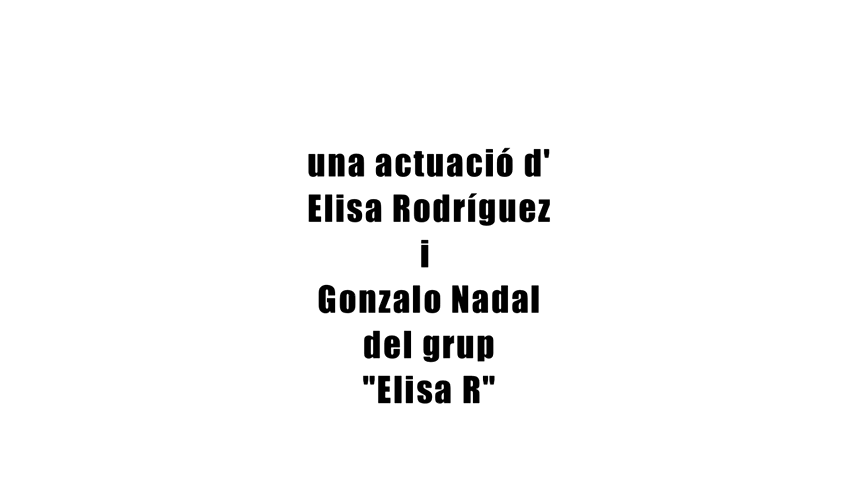 una actuació d'
Elisa Rodríguez
i
Gonzalo Nadal
del grup
"Elisa R"